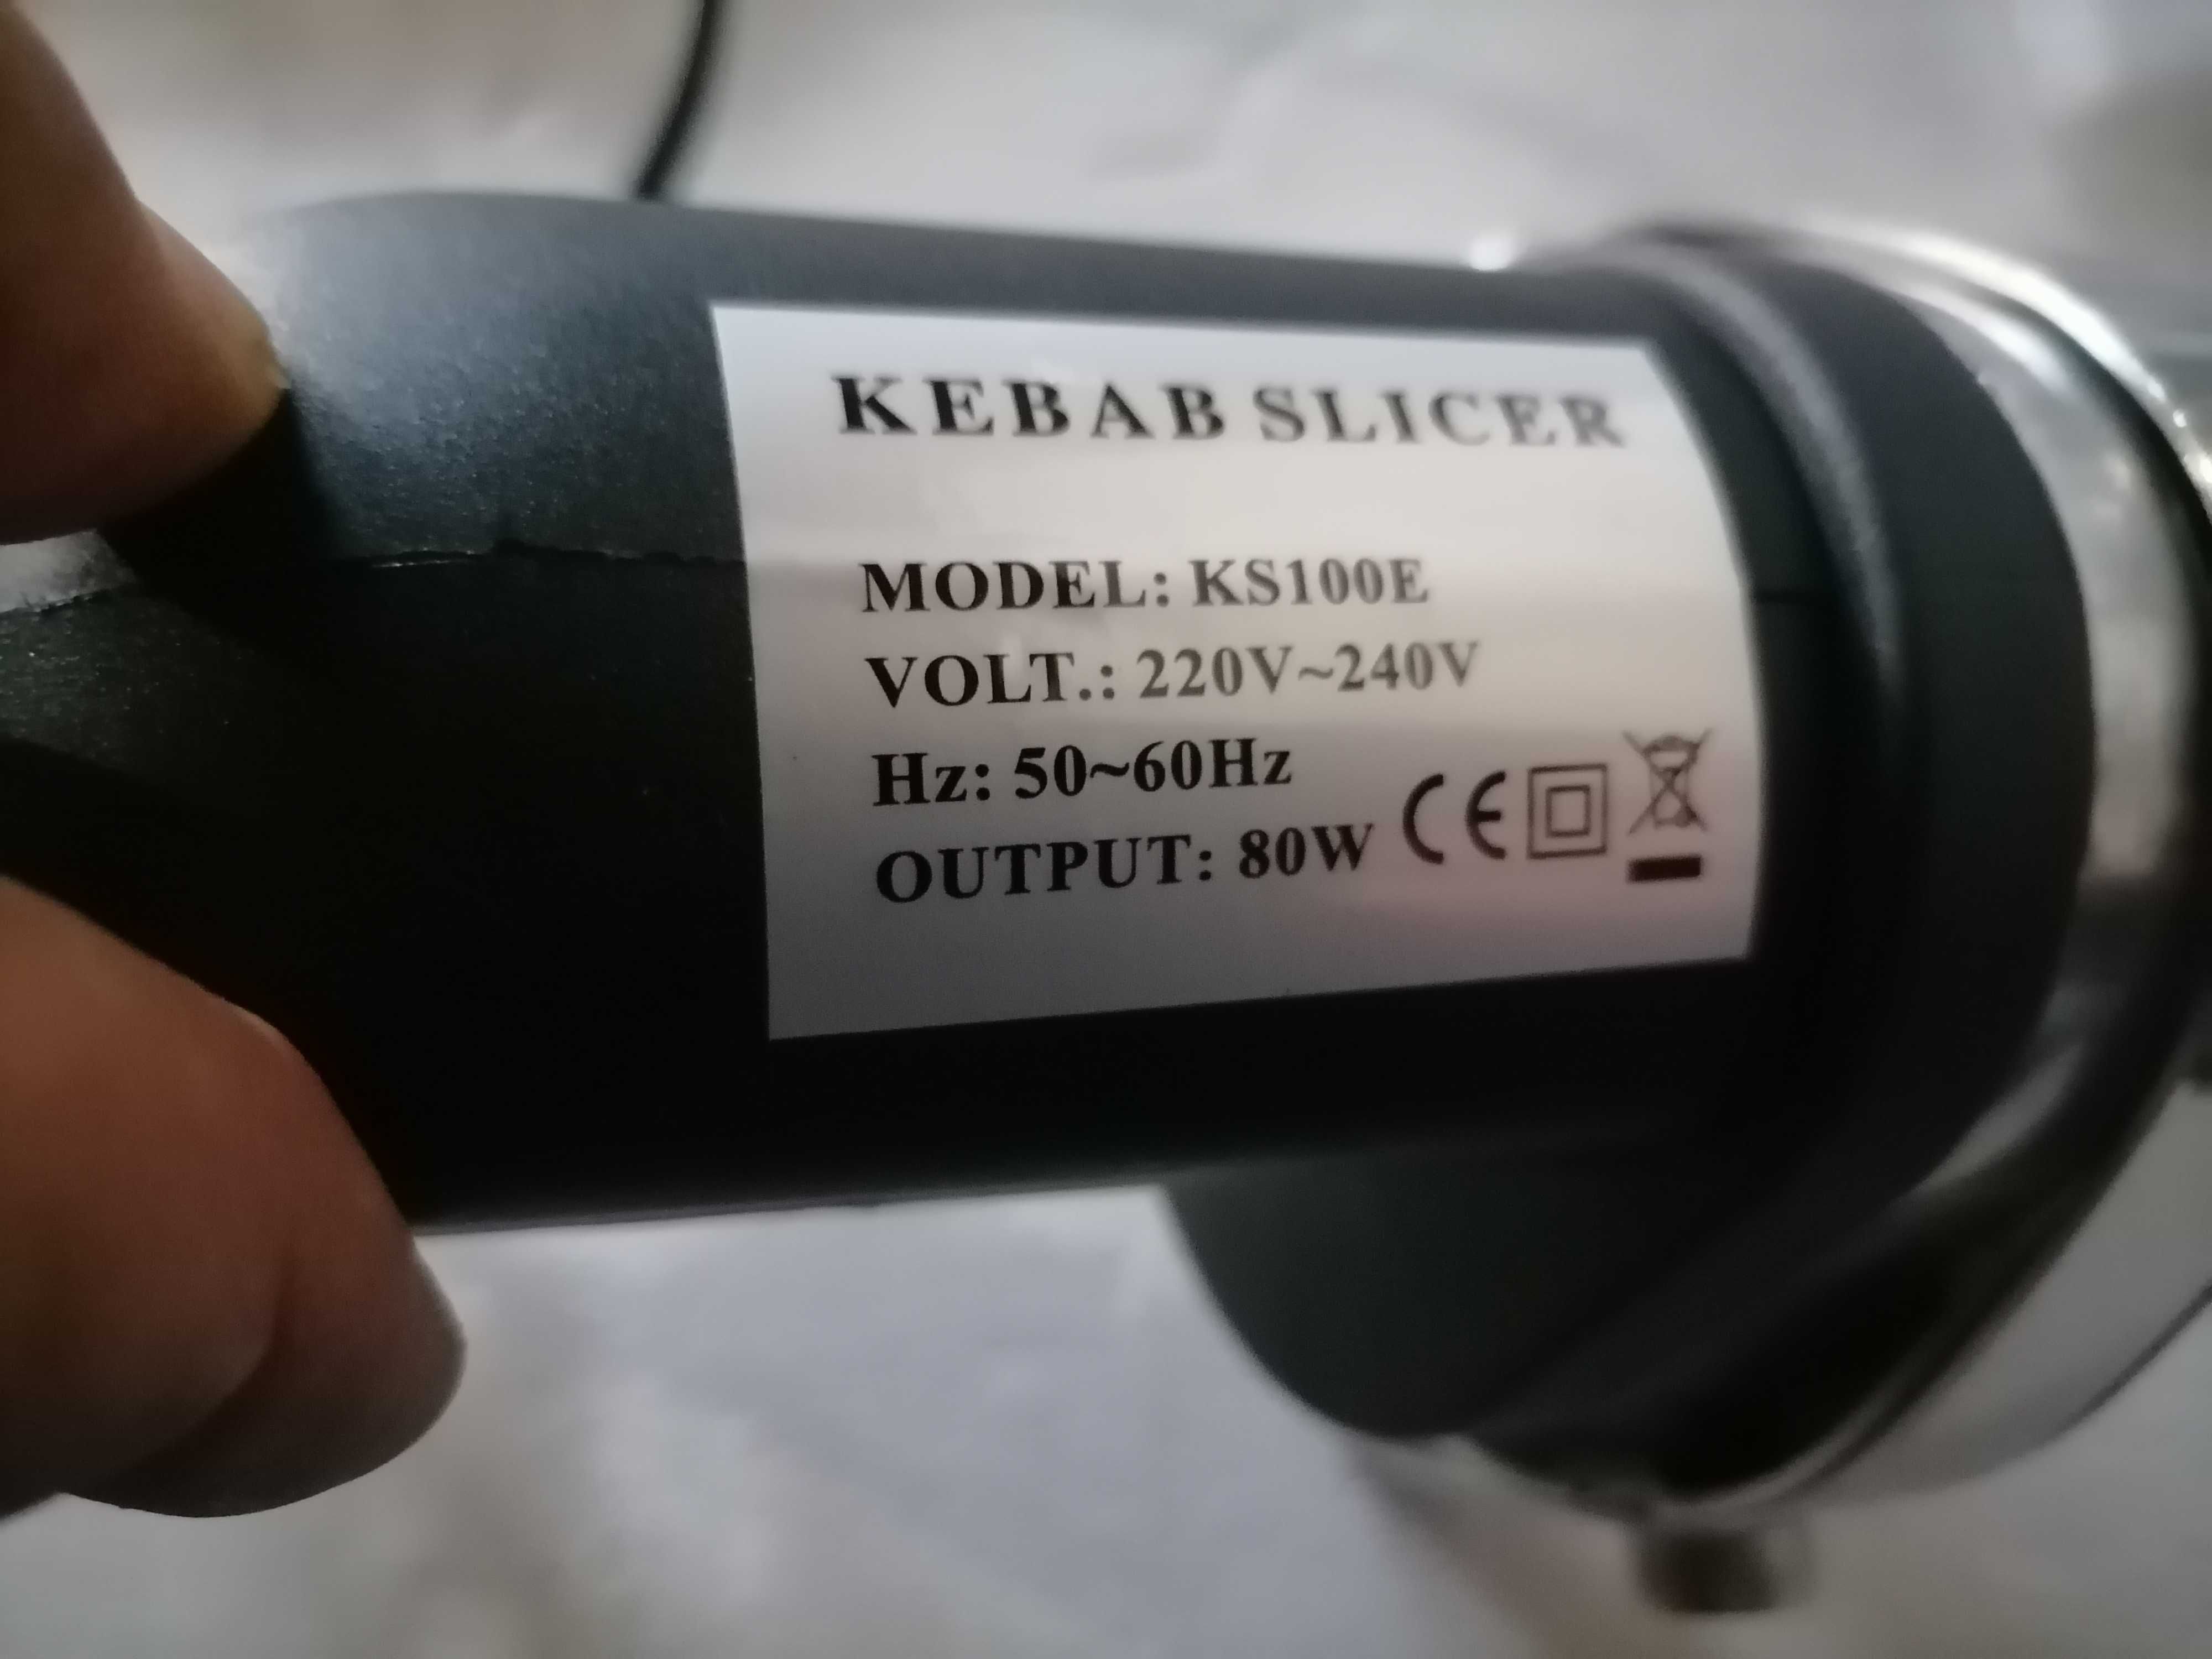 KEBAB SLICER
MODEL: KS100E
VOLT.: 220V~240V
Hz: 50~60Hz
OUTPUT: 80W CE